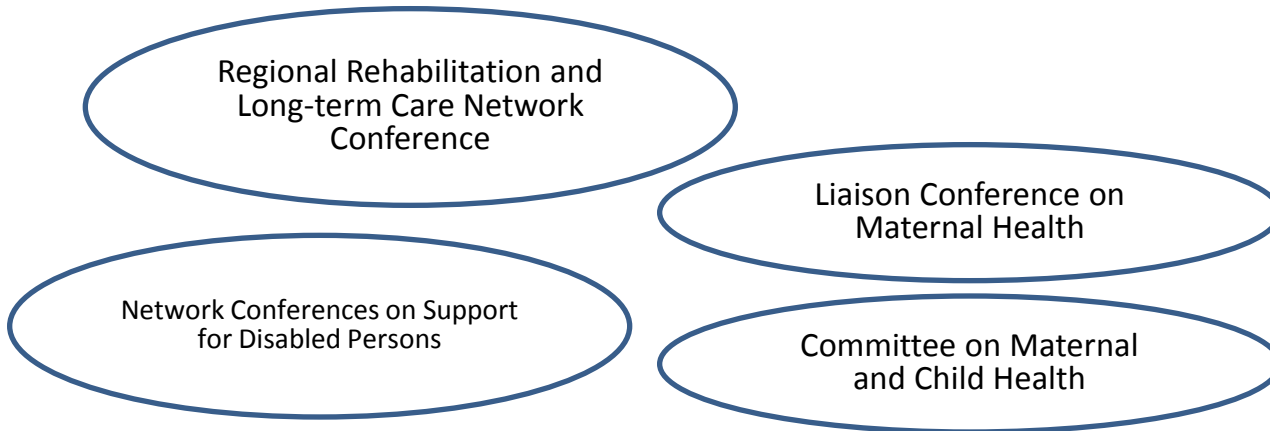 Regional Rehabilitation and
Long-term Care Network
Conference
Liaison Conference on
Maternal Health
Network Conferences on Support
for Disabled Persons
Committee on Maternal
and Child Health